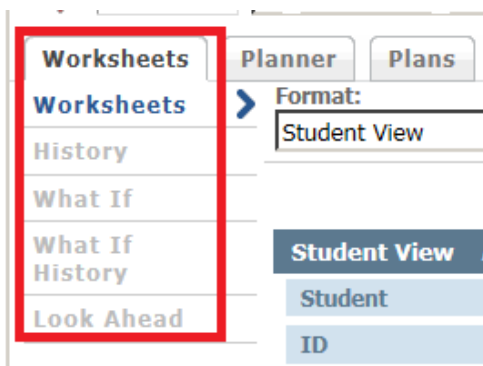 Worksheets Planner Plans
Worksheets
Format:
Student View
History
What If
What If
History
Look Ahead
Student View
Student
ID